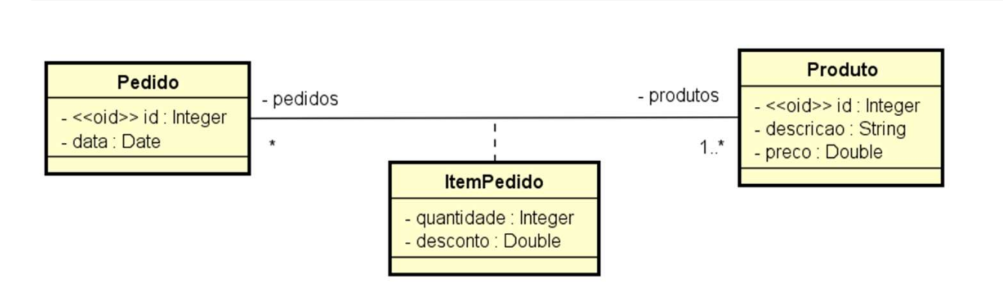 Pedido
- <<oid>> id : Integer
- data : Date
- pedidos
*
- produtos
1..*
Produto
- <<oid>> id : Integer
- descricao : String
- preco : Double
ItemPedido
- quantidade : Integer
- desconto : Double